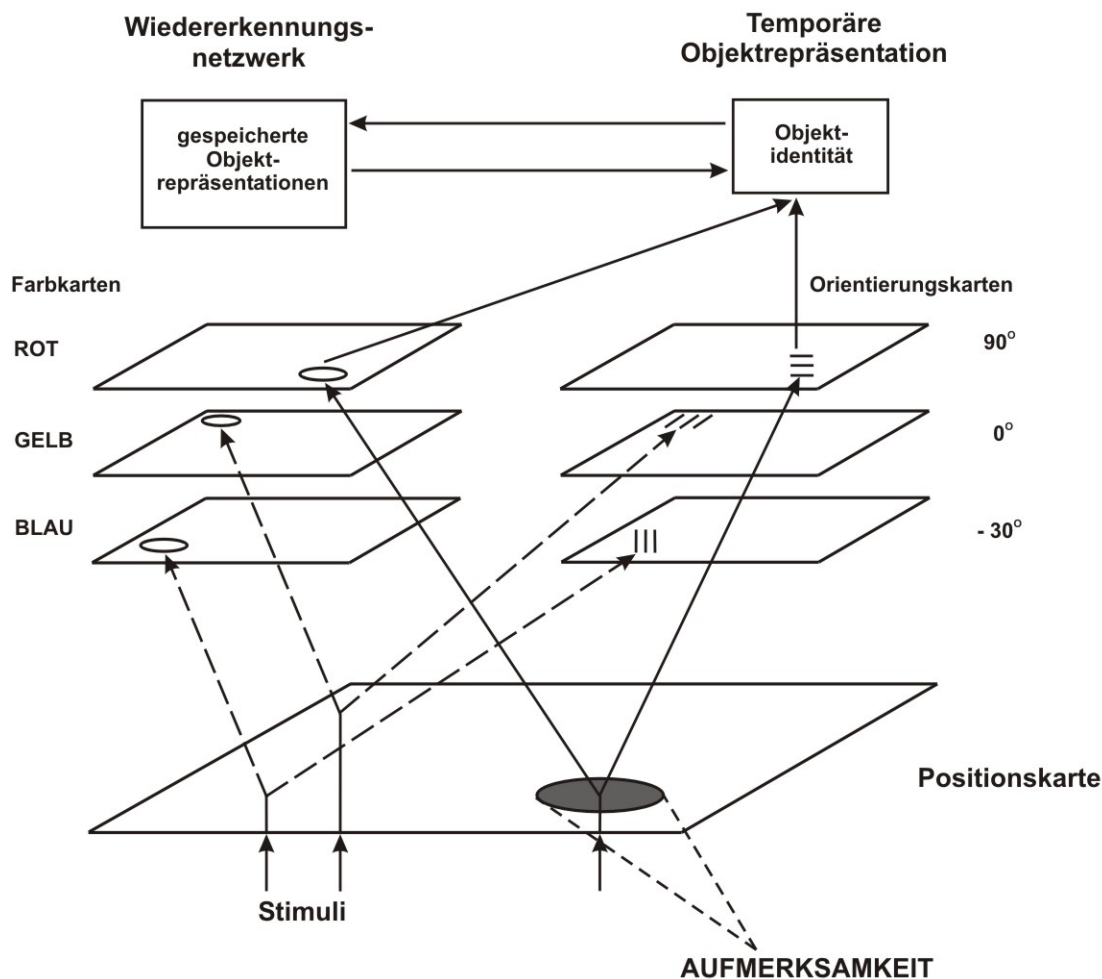 Wiedererkennungs-
netzwerk
Temporäre
Objektrepräsentation
gespeicherte
Objekt-
repräsentationen
Objekt-
identität
Farbkarten
Orientierungskarten
ROT
90°
GELB
0°
BLAU
- 30°
Positionskarte
Stimuli
AUFMERKSAMKEIT